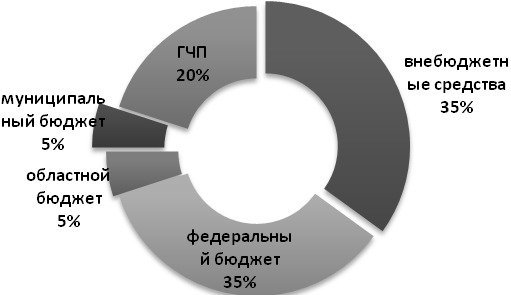 ГЧП
20%
внебюджетн
ые средства
35%
муниципаль
ный бюджет
5%
областной
бюджет
5%
федеральны
й бюджет
35%